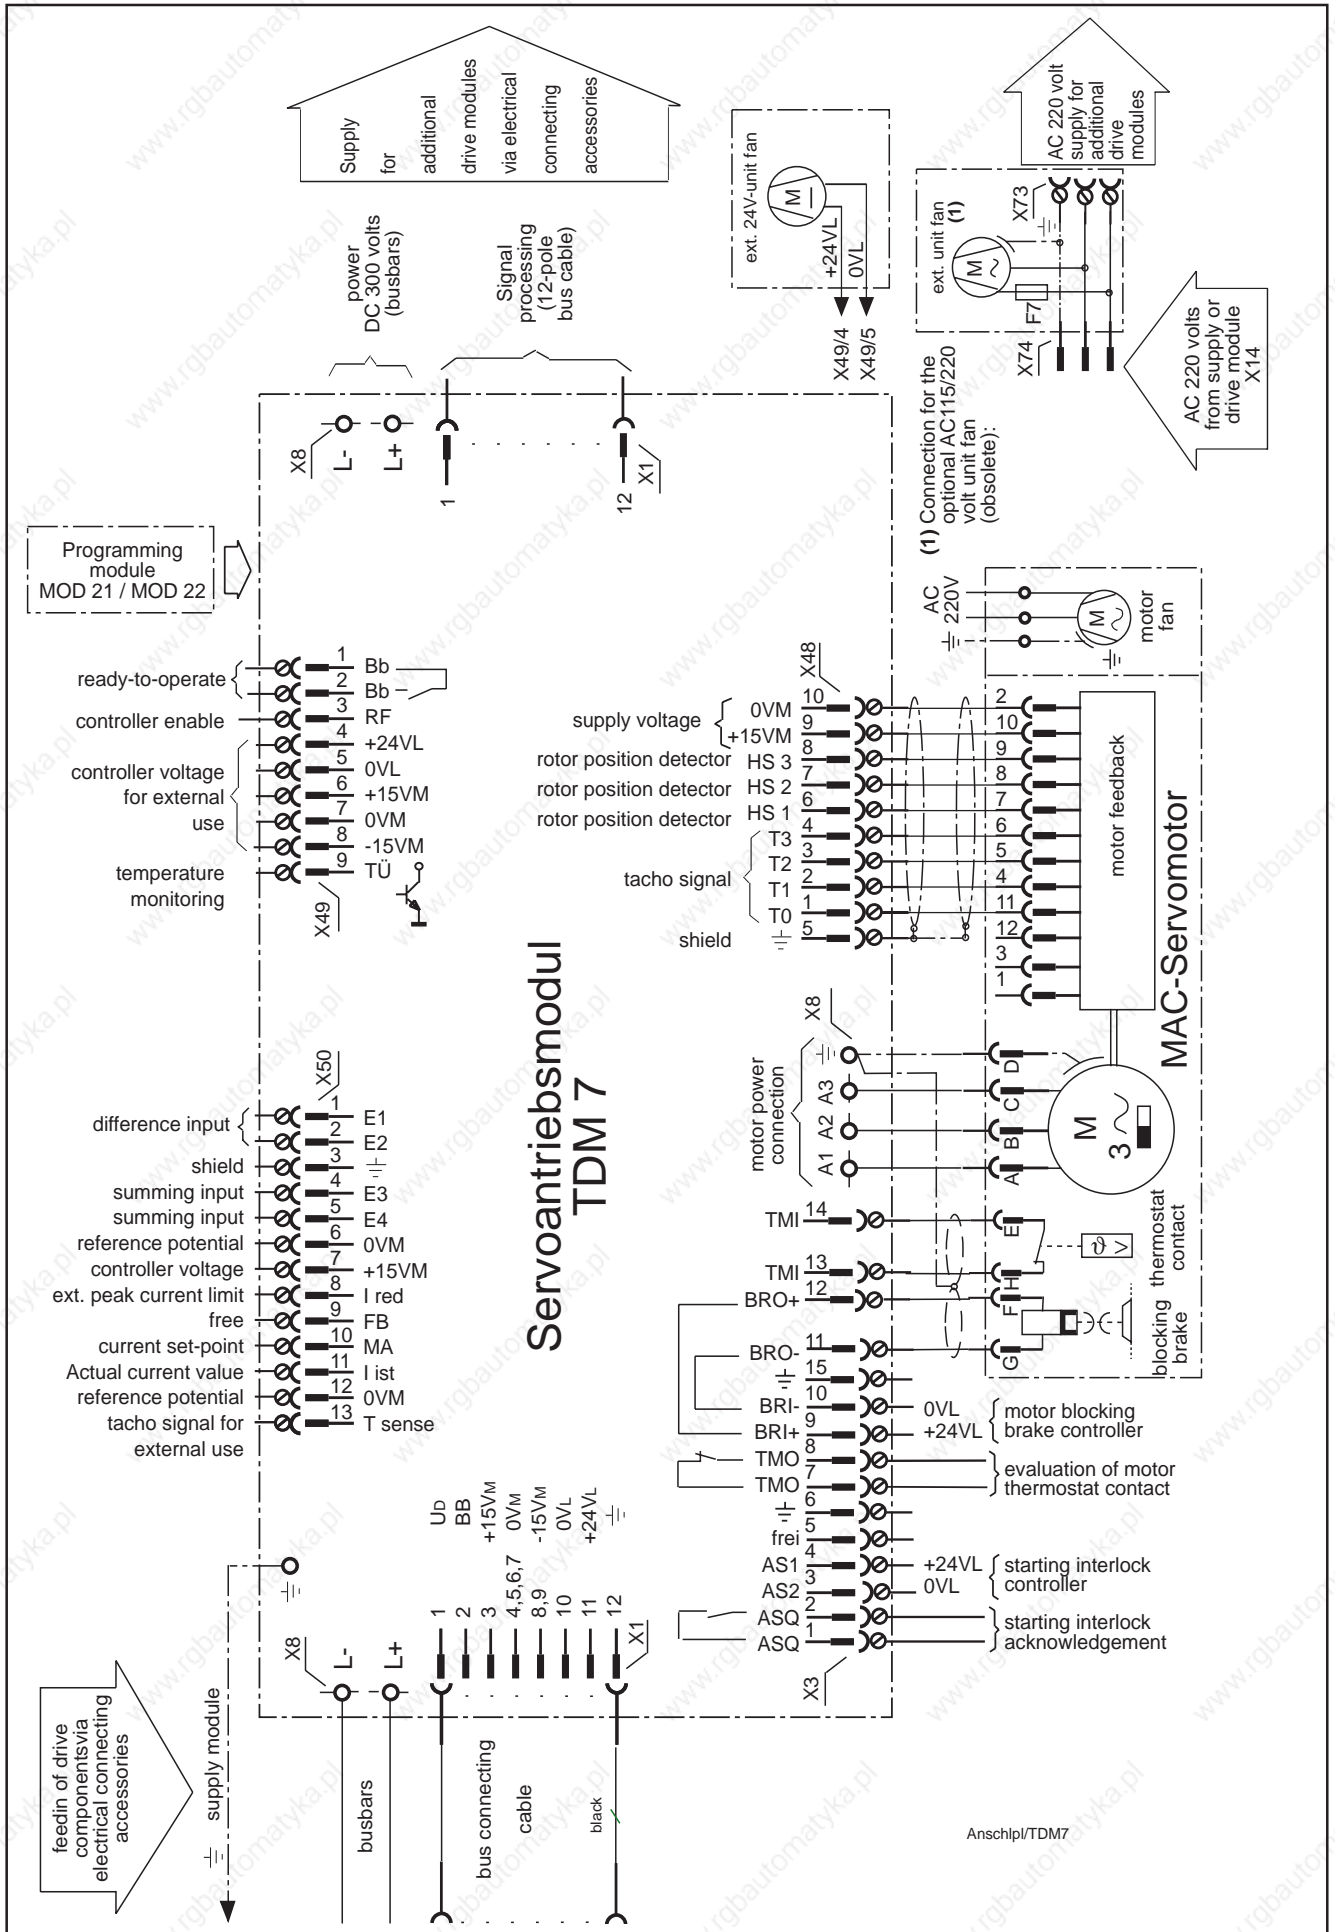 Supply
for
additional
drive modules
via electrical
connecting
accessories
AC 220 volt
supply for
additional
drive
modules
ext. 24V-unit fan
M
+24VL
0VL
X49/4
X49/5
ext. unit fan
(1)
M
F7
X73
X74
AC 220 volts
from supply or
drive module
X14
(1) Connection for the
optional AC115/220
volt unit fan
(obsolete):
power
DC 300 volts
(busbars)
Signal
processing
(12-pole
bus cable)
X8
L-
L+
1
12
X1
Programming
module
MOD 21 / MOD 22
ready-to-operate
1 Bb
2 Bb
controller enable 3 RF
controller voltage
for external
use
4 +24VL
5 0VL
6 +15VM
7 0VM
8 -15VM
temperature
monitoring
9 TÜ
X49
AC
220V
M
motor
fan
X48
supply voltage
0VM 10 2
+15VM 9 10
rotor position detector HS 3 8 9
rotor position detector HS 2 7 8
rotor position detector HS 1 6 7
tacho signal
T3 4 6
T2 3 5
T1 2 4
T0 1 11
shield 5 12
3
1
motor feedback
MAC-Servomotor
Servoantriebsmodul
TDM 7
X50
difference input
1 E1
2 E2
shield 3
summing input 4 E3
summing input 5 E4
reference potential 6 0VM
controller voltage 7 +15VM
ext. peak current limit 8 I red
free 9 FB
current set-point 10 MA
Actual current value 11 I ist
reference potential 12 0VM
tacho signal for
external use
13 T sense
X8
motor power
connection
A3
A2
A1
D
C
B
A
M
3
TMI 14 E
TMI 13 H
BRO+ 12 F
BRO- 11 G
ϑ
V
thermostat
contact
blocking
brake
15
BRI- 10 0VL
BRI+ 9 +24VL
motor blocking
brake controller
TMO 8
TMO 7
evaluation of motor
thermostat contact
6
frei 5
AS1 4 +24VL
AS2 3 0VL
starting interlock
controller
ASQ 2
ASQ 1
starting interlock
acknowledgement
X3
UD
BB
+15VM
0VM
-15VM
0VL
+24VL
1
2
3
4,5,6,7
8,9
10
11
12
X1
X8
L-
L+
feedin of drive
componentsvia
electrical connecting
accessories
supply module
busbars
bus connecting
cable
black
Anschlpl/TDM7
www.rgbautomatyka.pl